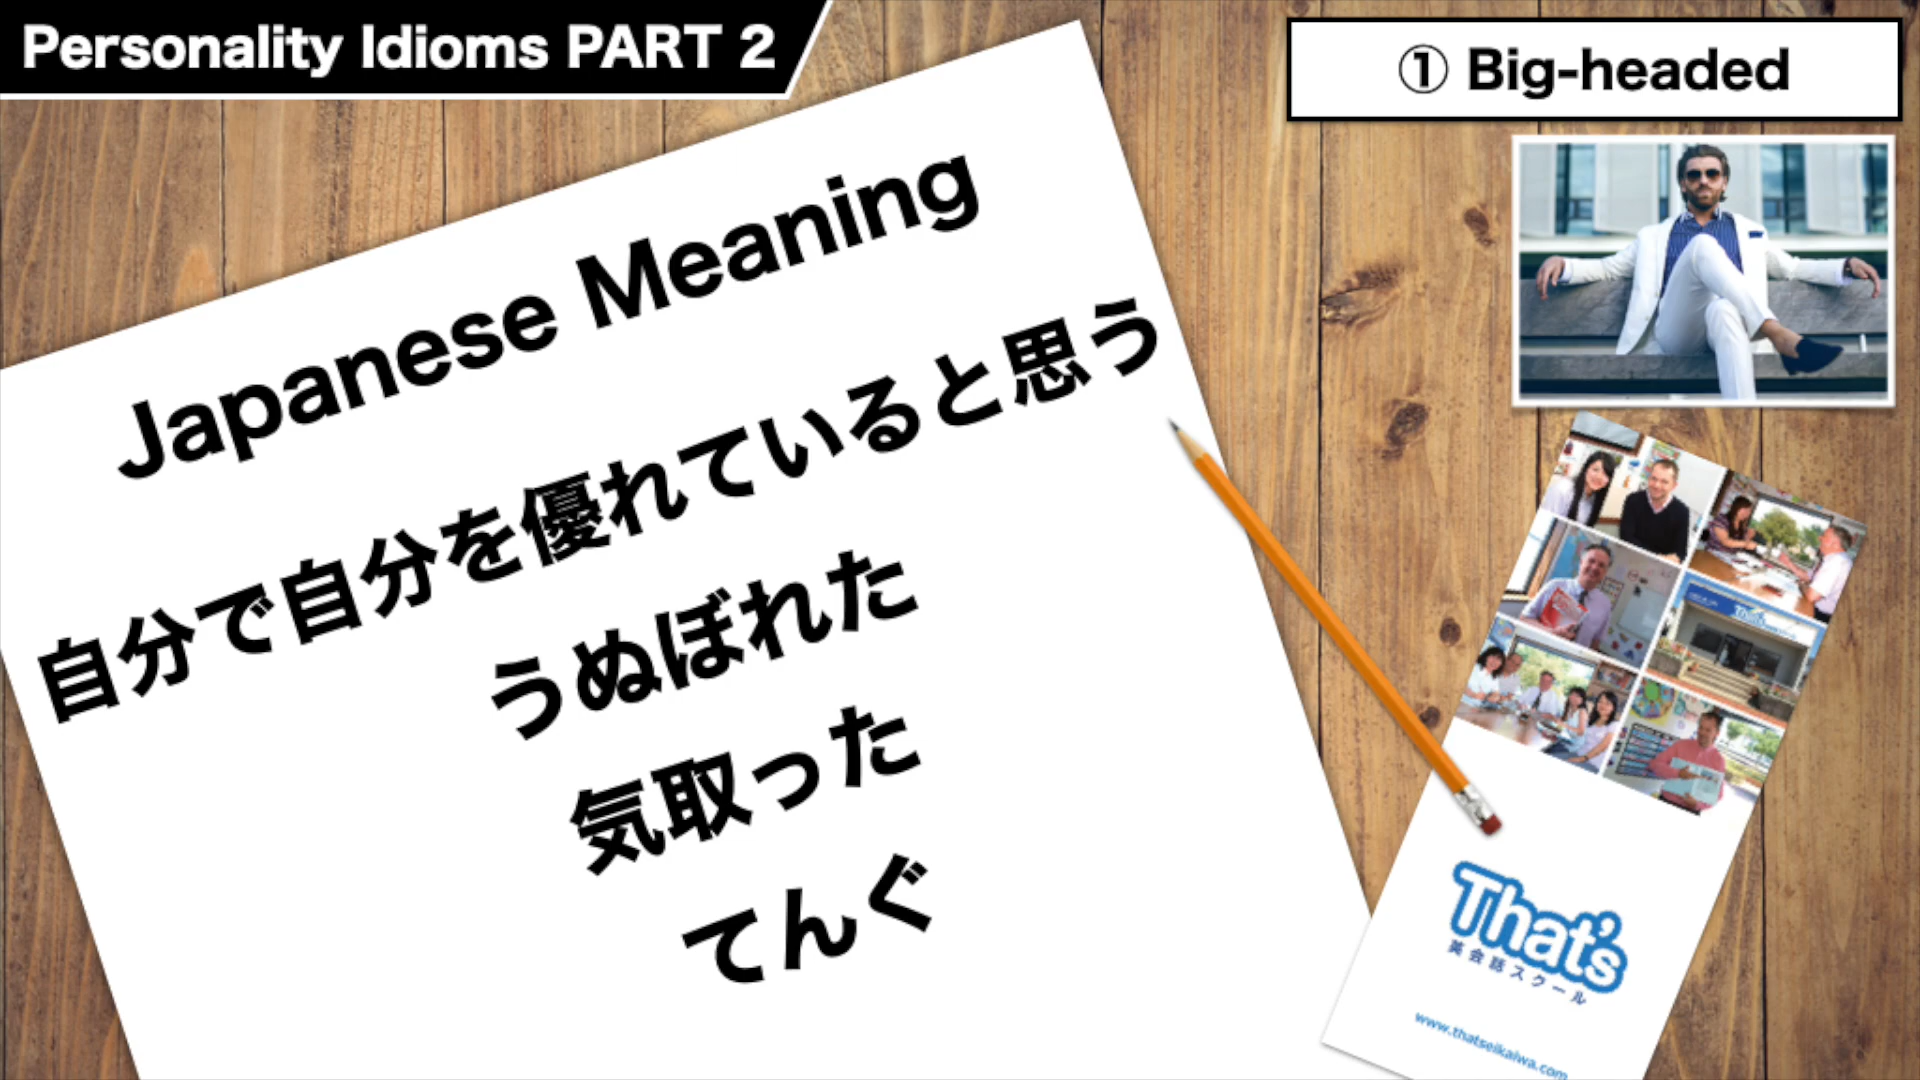 Personality Idioms PART 2
① Big-headed
Japanese Meaning
自分で自分を優れていると思う
うぬぼれた
気取った
てんぐ
That's
英会話スクール
www.thatseikaiwa.com